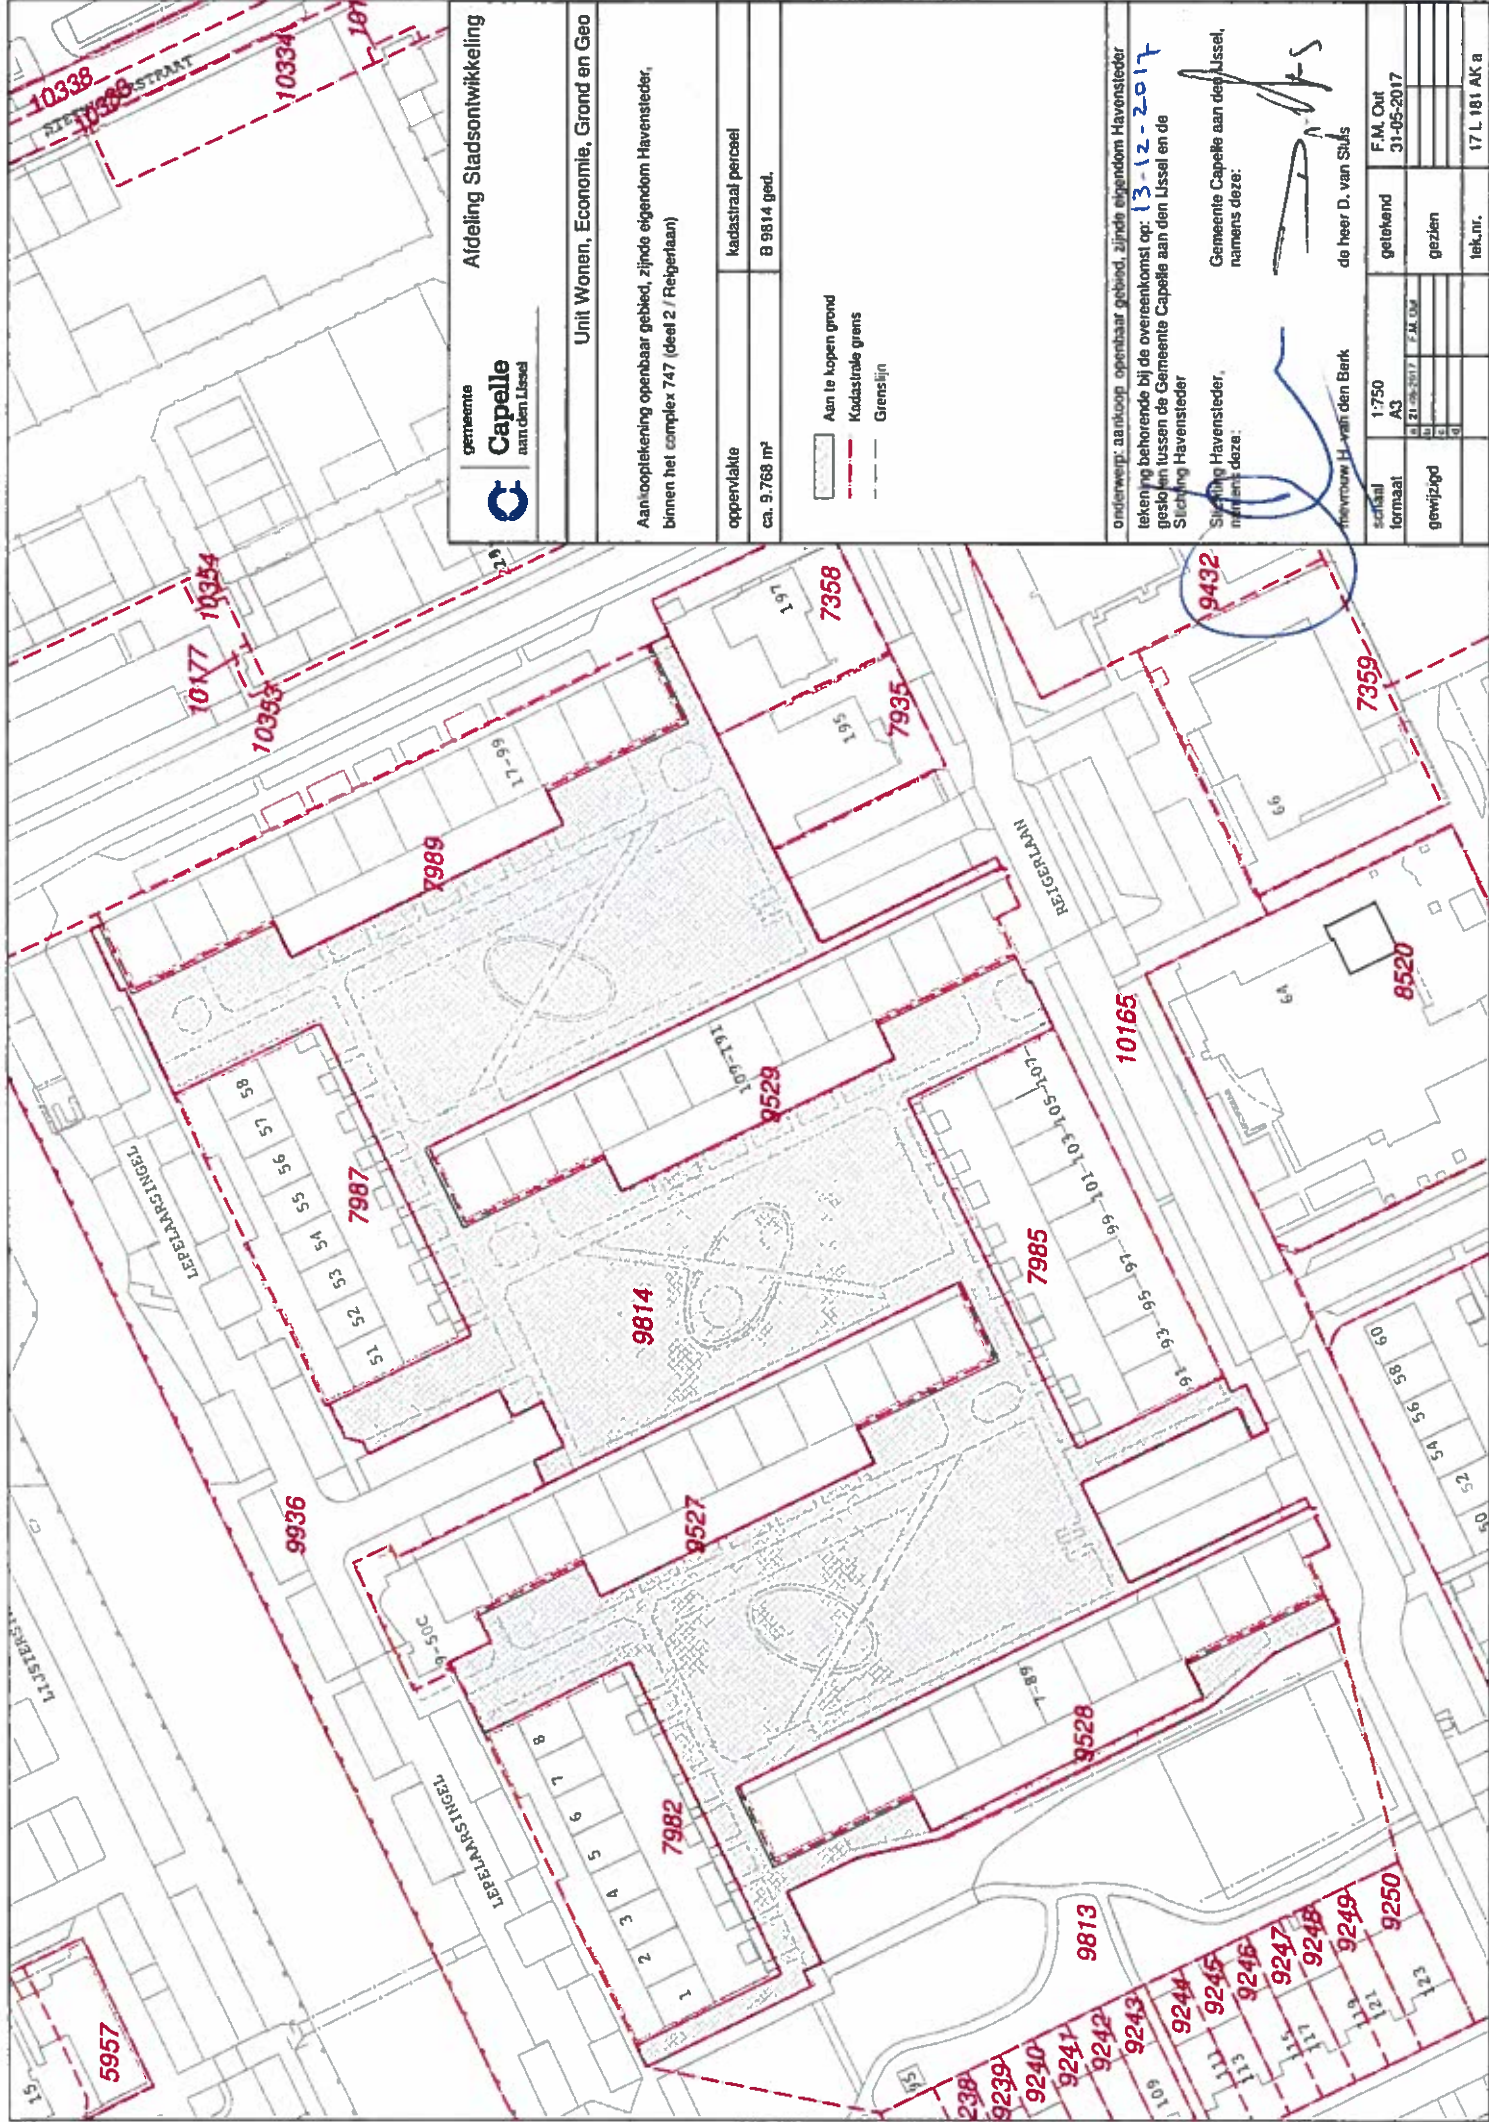 gemeente
Capelle
aan den IJssel
Afdeling Stadsontwikkeling
Unit Wonen, Economie, Grond en Geo
Aankooptekening openbaar gebied, zijnde eigendom Havensteder,
binnen het complex 747 (deel 2 / Reigerlaan)
oppervlakte
kadastraal perceel
ca. 9.768 m²
B 9814 ged.
Aan te kopen grond
Kadastrale grens
Grenslijn
onderwerp: aankoop openbaar gebied, zijnde eigendom Havensteder
tekening behorende bij de overeenkomst op: 13-12-2017
gesloten tussen de Gemeente Capelle aan den IJssel en de
Stichting Havensteder
Stichting Havensteder,
namens deze:
Gemeente Capelle aan den IJssel,
namens deze:
mevrouw H. van den Berk
de heer D. van Sluis
schaal
1:750
formaat
A3
getekend
F.M. Out
31-05-2017
gewijzigd
a
b
c
d
gezien
tek.nr.
17 L 181 AK a
10338
10338
10334
10354
10177
10353
7358
197
7935
195
9432
7359
66
REIGERLAAN
17-99
7989
10165
6A
8520
109-191
9529
58
57
56
55
54
53
52
51
7987
LEPELAARSINGEL
9814
7985
107
105
103
101
99
97
95
93
91
9936
9527
9-50C
60
58
56
54
52
50
LEPELAARSINGEL
8
7
6
5
4
3
2
1
7982
7-89
9528
9813
5957
15
95
9239
9240
9241
9242
9243
9244
9245
9246
9247
9248
9249
9250
109
111
113
115
117
119
121
123